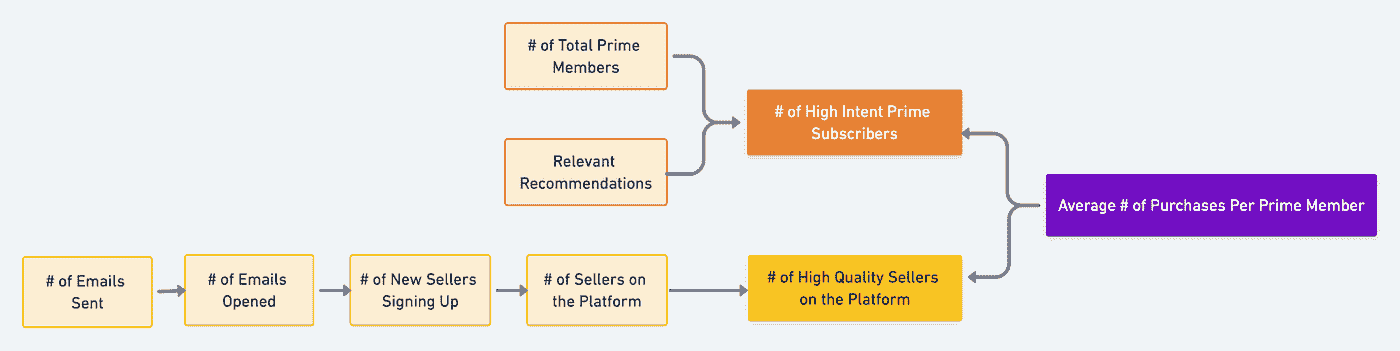 # of Total Prime
Members
Relevant
Recommendations
# of High Intent Prime
Subscribers
Average # of Purchases Per Prime Member
# of Emails
Sent
# of Emails
Opened
# of New Sellers
Signing Up
# of Sellers on
the Platform
# of High Quality Sellers
on the Platform